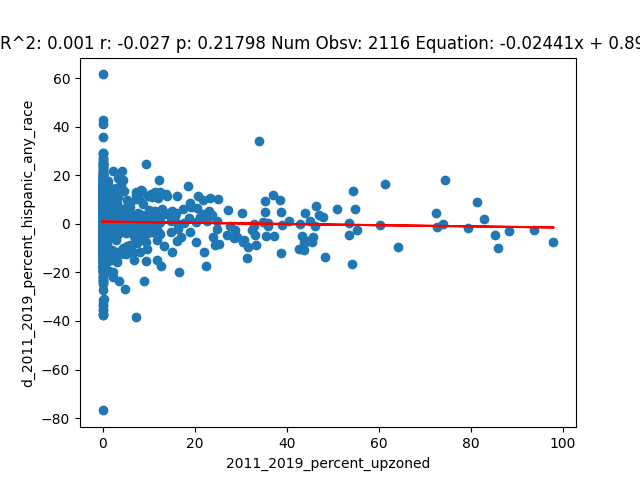 R^2: 0.001 r: -0.027 p: 0.21798 Num Obsv: 2116 Equation: -0.02441x + 0.89
60
40
20
0
−20
−40
−60
−80
d_2011_2019_percent_hispanic_any_race
0 20 40 60 80 100
2011_2019_percent_upzoned